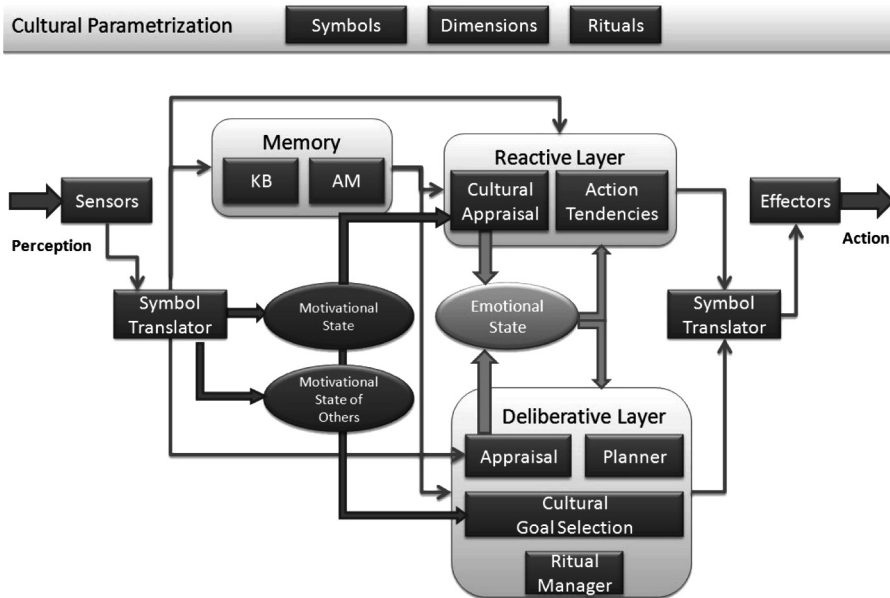 Cultural Parametrization
Symbols
Dimensions
Rituals
Memory
KB
AM
Reactive Layer
Cultural
Appraisal
Action
Tendencies
Sensors
Perception
Effectors
Action
Symbol
Translator
Motivational
State
Emotional
State
Symbol
Translator
Motivational
State of
Others
Deliberative Layer
Appraisal
Planner
Cultural
Goal Selection
Ritual
Manager